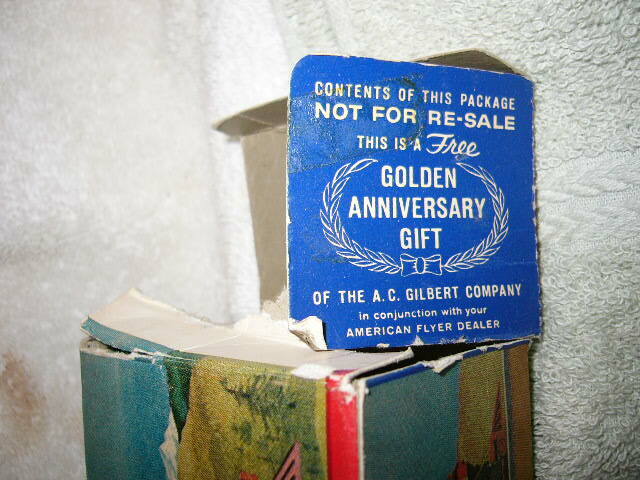 CONTENTS OF THIS PACKAGE
NOT FOR RE-SALE
THIS IS A Free
GOLDEN
ANNIVERSARY
GIFT
OF THE A.C. GILBERT COMPANY
in conjunction with your
AMERICAN FLYER DEALER